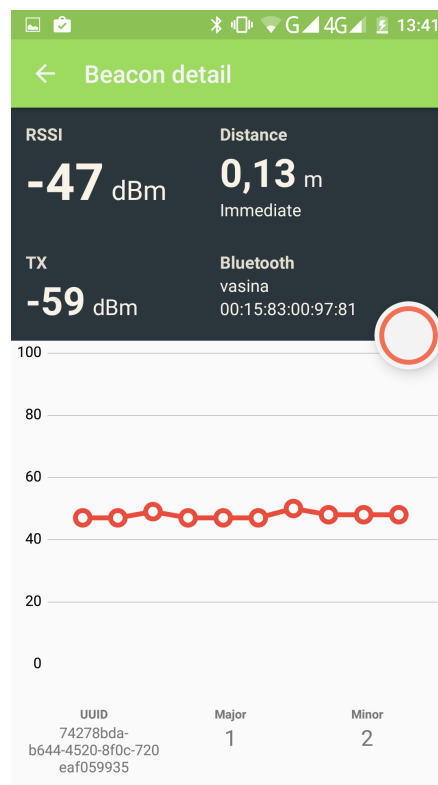 G 4G 13:41
Beacon detail
RSSI
-47 dBm
Distance
0,13 m
Immediate
TX
-59 dBm
Bluetooth
vasina
00:15:83:00:97:81
100
80
60
40
20
0
UUID
74278bda-
b644-4520-8f0c-720
eaf059935
Major
1
Minor
2